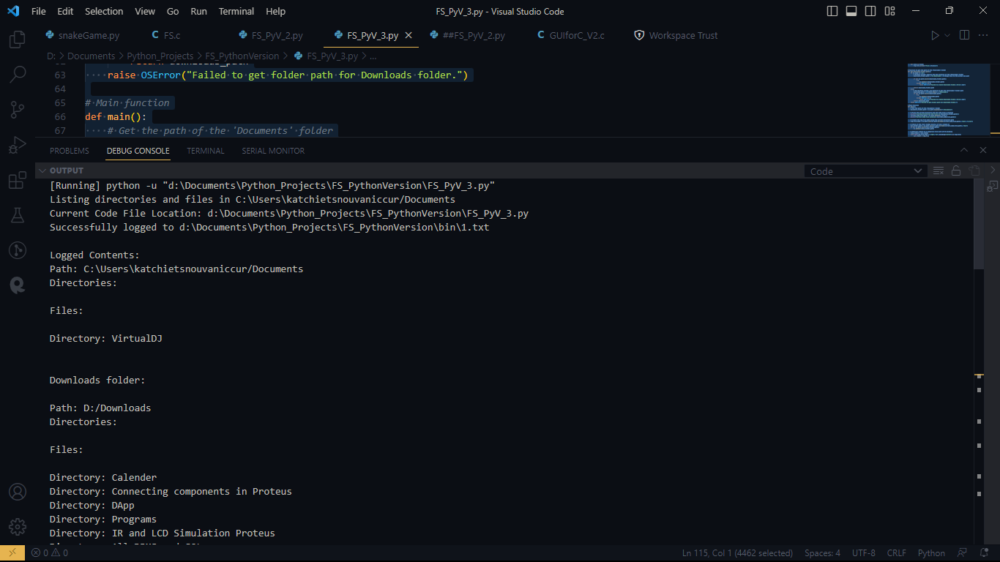 File Edit Selection View Go Run Terminal Help FS_PyV_3.py - Visual Studio Code
snakeGame.py FS.c FS_PyV_2.py FS_PyV_3.py ##FS_PyV_2.py GUIforC_V2.c Workspace Trust
D: > Documents > Python_Projects > FS_PythonVersion > FS_PyV_3.py > ...
63 ····raise·OSError("Failed·to·get·folder·path·for·Downloads·folder.")
64
65 #·Main·function
66 def·main():
67 ····#·Get·the·path·of·the·'Documents'·folder
PROBLEMS DEBUG CONSOLE TERMINAL SERIAL MONITOR
OUTPUT Code
[Running] python -u "d:\Documents\Python_Projects\FS_PythonVersion\FS_PyV_3.py"
Listing directories and files in C:\Users\katchietsnouvaniccur/Documents
Current Code File Location: d:\Documents\Python_Projects\FS_PythonVersion\FS_PyV_3.py
Successfully logged to d:\Documents\Python_Projects\FS_PythonVersion\bin\1.txt
Logged Contents:
Path: C:\Users\katchietsnouvaniccur/Documents
Directories:
Files:
Directory: VirtualDJ
Downloads folder:
Path: D:/Downloads
Directories:
Files:
Directory: Calender
Directory: Connecting components in Proteus
Directory: DApp
Directory: Programs
Directory: IR and LCD Simulation Proteus
0 0 Ln 115, Col 1 (4462 selected) Spaces: 4 UTF-8 CRLF Python